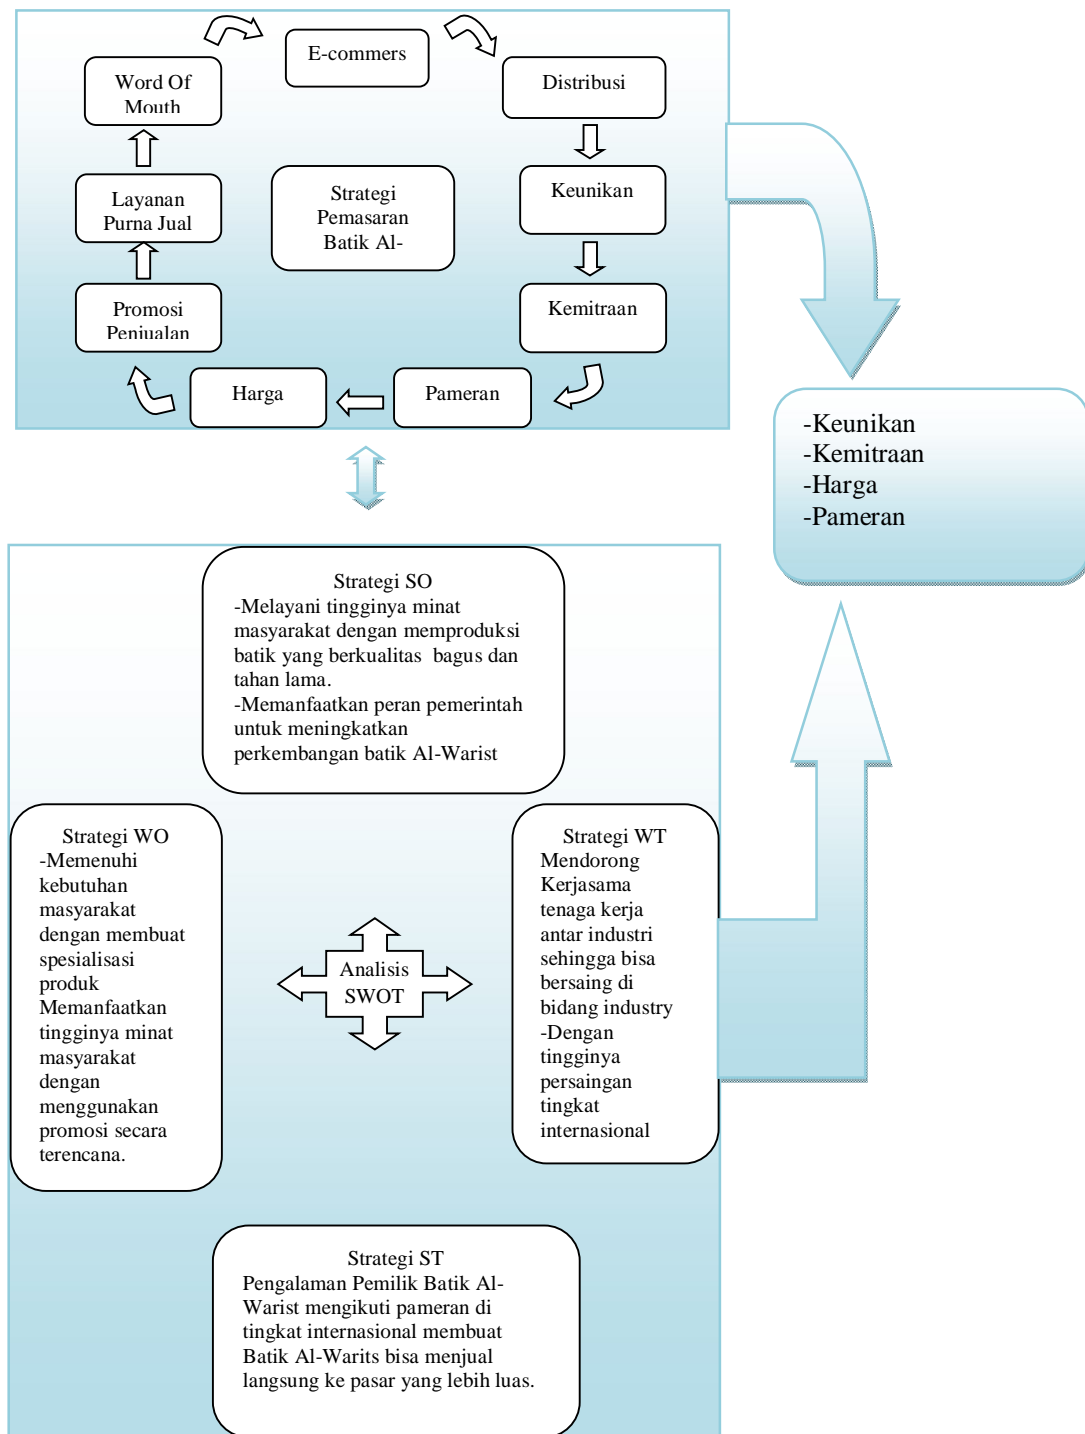 E-commers
Word Of
Mouth
Distribusi
Layanan
Purna Jual
Strategi
Pemasaran
Batik Al-
Keunikan
Promosi
Penjualan
Kemitraan
Harga
Pameran
-Keunikan
-Kemitraan
-Harga
-Pameran
Strategi SO
-Melayani tingginya minat
masyarakat dengan memproduksi
batik yang berkualitas bagus dan
tahan lama.
-Memanfaatkan peran pemerintah
untuk meningkatkan
perkembangan batik Al-Warist
Strategi WO
-Memenuhi
kebutuhan
masyarakat
dengan membuat
spesialisasi
produk
Memanfaatkan
tingginya minat
masyarakat
dengan
menggunakan
promosi secara
terencana.
Analisis
SWOT
Strategi WT
Mendorong
Kerjasama
tenaga kerja
antar industri
sehingga bisa
bersaing di
bidang industry
-Dengan
tingginya
persaingan
tingkat
internasional
Strategi ST
Pengalaman Pemilik Batik Al-
Warist mengikuti pameran di
tingkat internasional membuat
Batik Al-Warits bisa menjual
langsung ke pasar yang lebih luas.